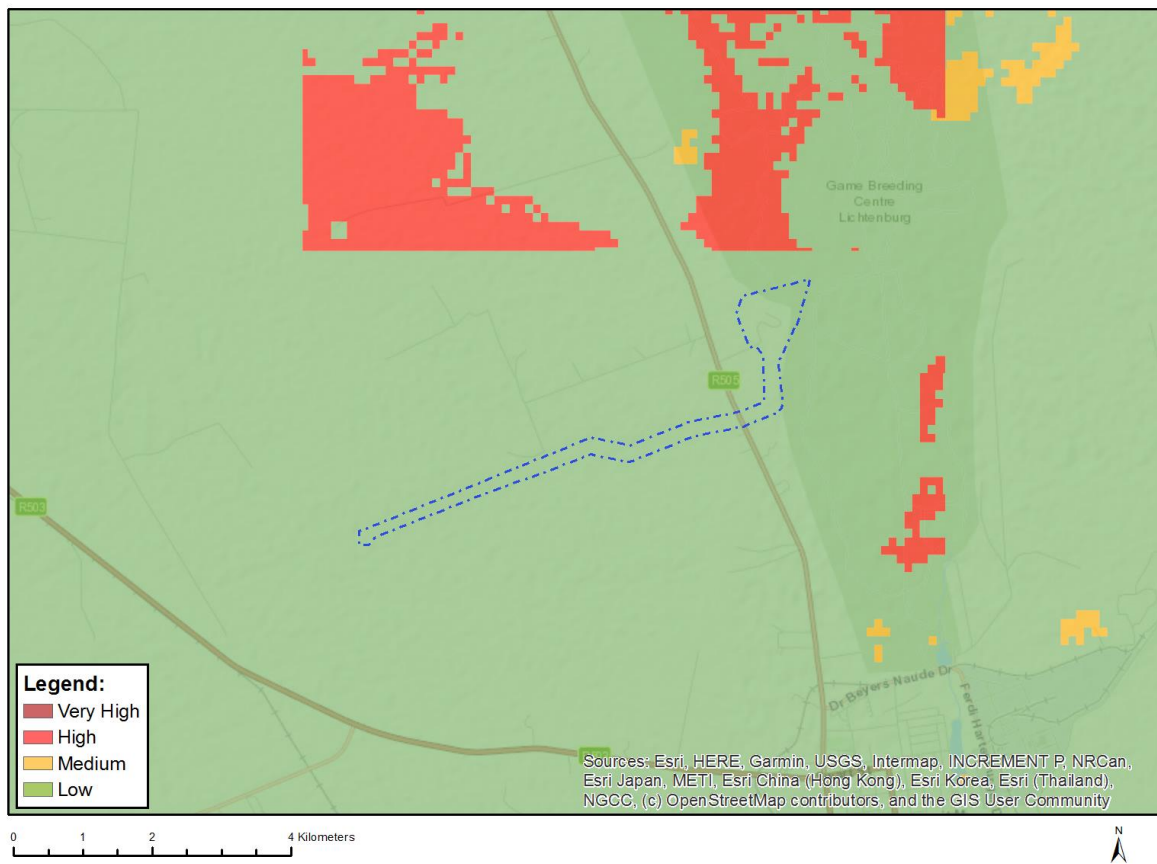 Game Breeding
Centre
Lichtenburg
R505
R503
Dr Beyers Naude Dr
Legend:
Very High
High
Medium
Low
Sources: Esri, HERE, Garmin, USGS, Intermap, INCREMENT P, NRCan,
Esri Japan, METI, Esri China (Hong Kong), Esri Korea, Esri (Thailand),
NGCC, (c) OpenStreetMap contributors, and the GIS User Community
0 1 2 4 Kilometers
N